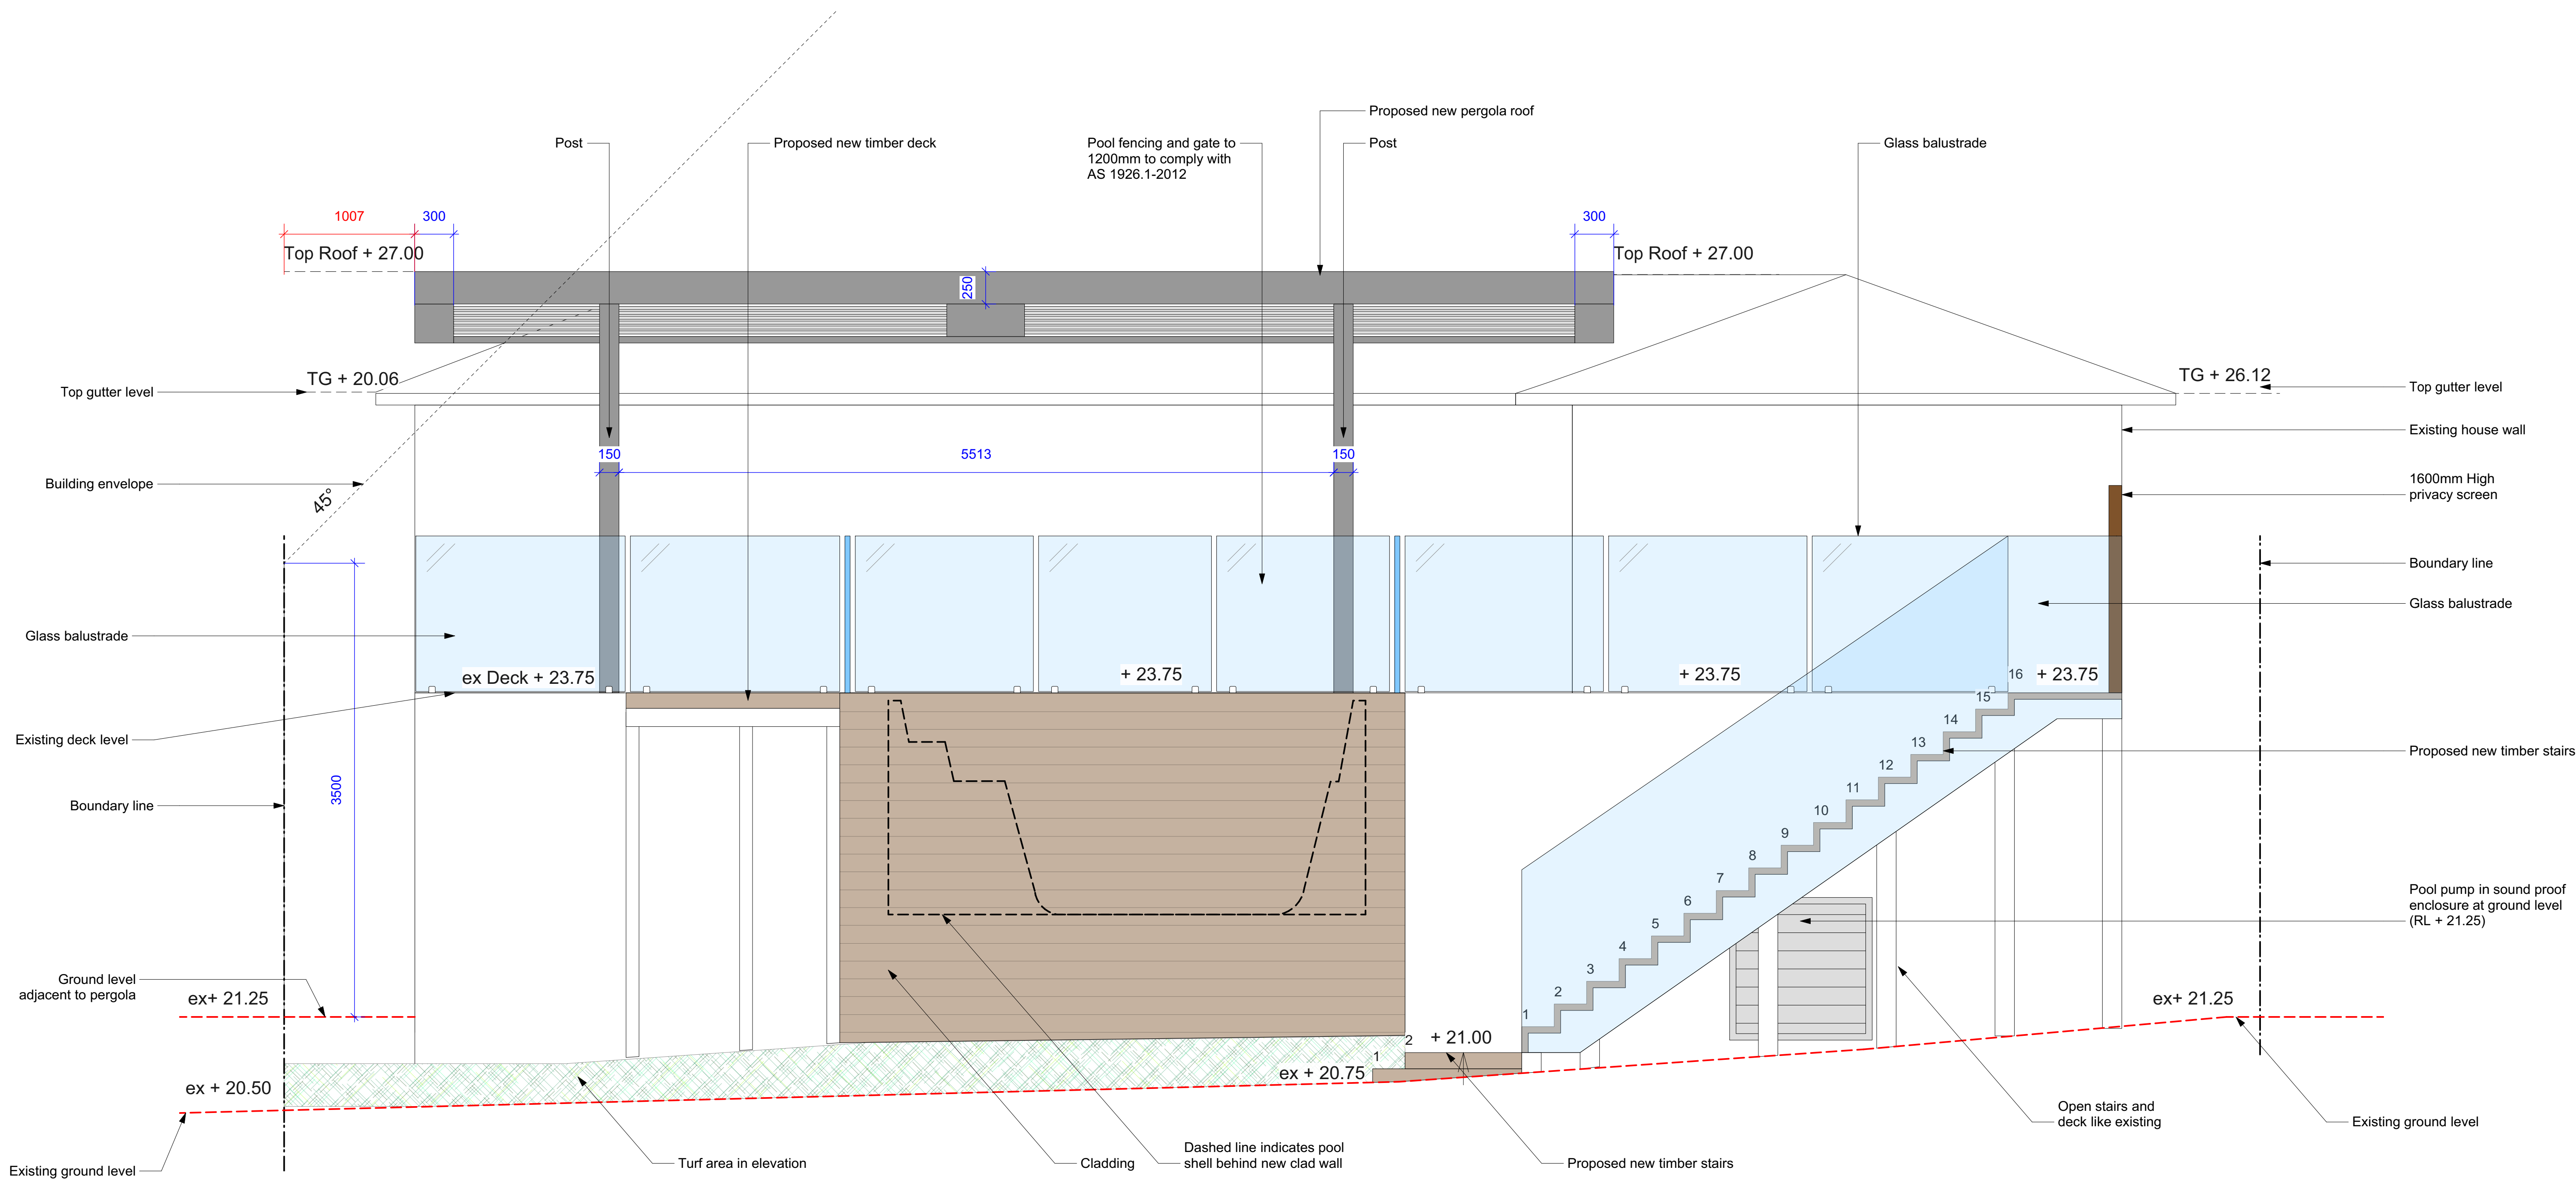 Proposed new pergola roof
Post
Proposed new timber deck
Pool fencing and gate to
1200mm to comply with
AS 1926.1-2012
Post
Glass balustrade
1007
300
300
Top Roof + 27.00
Top Roof + 27.00
250
TG + 20.06
TG + 26.12
Top gutter level
Top gutter level
Existing house wall
150
5513
150
Building envelope
45°
1600mm High
privacy screen
Boundary line
Glass balustrade
Glass balustrade
ex Deck + 23.75
+ 23.75
+ 23.75
+ 23.75
16
15
14
13
12
11
10
9
8
7
6
5
4
3
2
1
Existing deck level
Proposed new timber stairs
3500
Boundary line
Pool pump in sound proof
enclosure at ground level
(RL + 21.25)
Ground level
adjacent to pergola
ex+ 21.25
ex+ 21.25
2
+ 21.00
1
ex + 20.75
ex + 20.50
Open stairs and
deck like existing
Existing ground level
Existing ground level
Turf area in elevation
Cladding
Dashed line indicates pool
shell behind new clad wall
Proposed new timber stairs